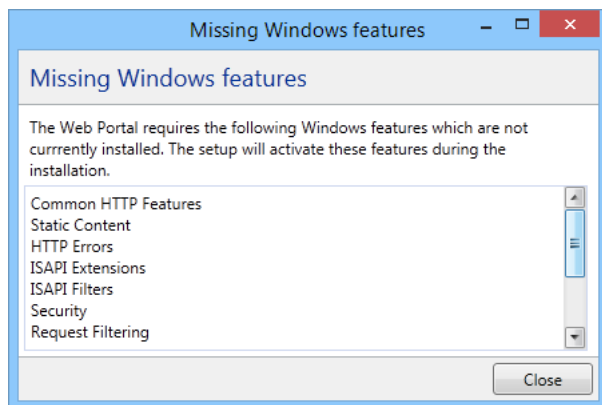 Missing Windows features
Missing Windows features
The Web Portal requires the following Windows features which are not
currrently installed. The setup will activate these features during the
installation.
Common HTTP Features
Static Content
HTTP Errors
ISAPI Extensions
ISAPI Filters
Security
Request Filtering
Close